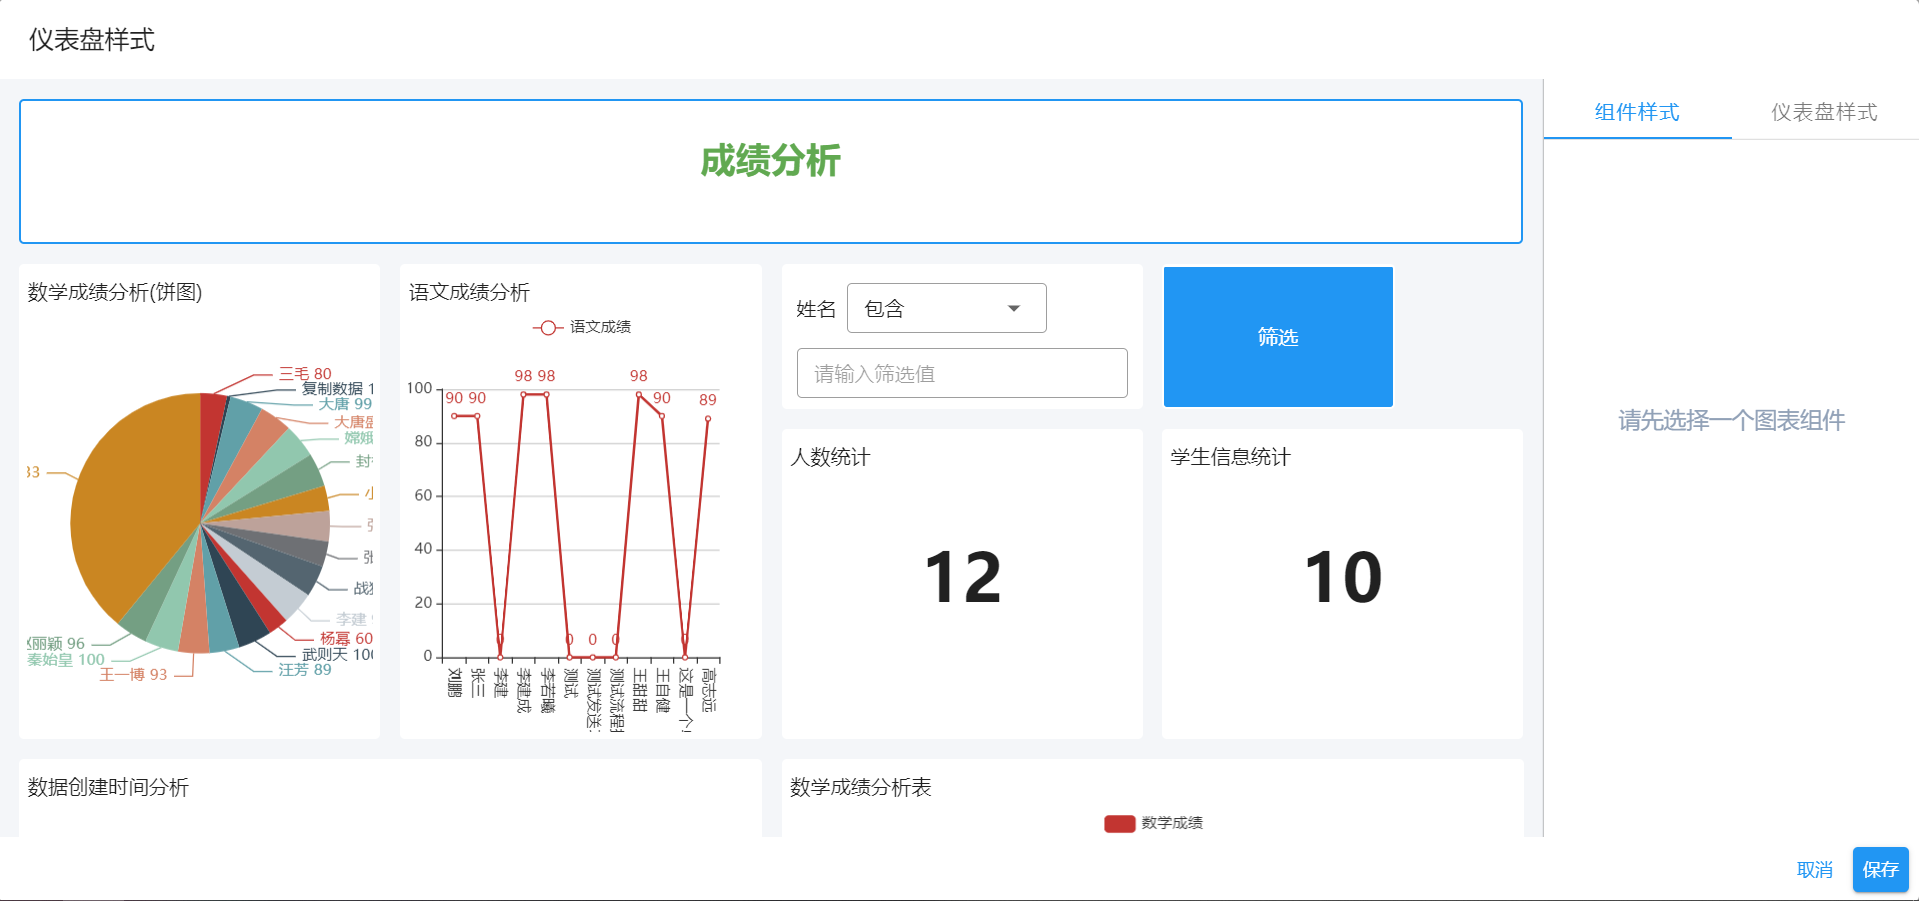 仪表盘样式
组件样式
仪表盘样式
成绩分析
数学成绩分析(饼图)
三毛 80
复制数据 1
大唐 99
大唐盛
嫦娥
封
小
张
张
战狼
李建 9
杨幂 60
武则天 100
汪芳 89
王一博 93
秦始皇 100
赵丽颖 96
33
语文成绩分析
语文成绩
100
80
60
40
20
0
90 90 0 98 98 0 0 0 98 90 0 89
刘鹏
张三
李建
李建成
李若曦
测试
测试发送
测试流程
王甜甜
王自健
这是一个
高志远
姓名
包含
请输入筛选值
筛选
人数统计
12
学生信息统计
10
请先选择一个图表组件
数据创建时间分析
数学成绩分析表
数学成绩
取消
保存